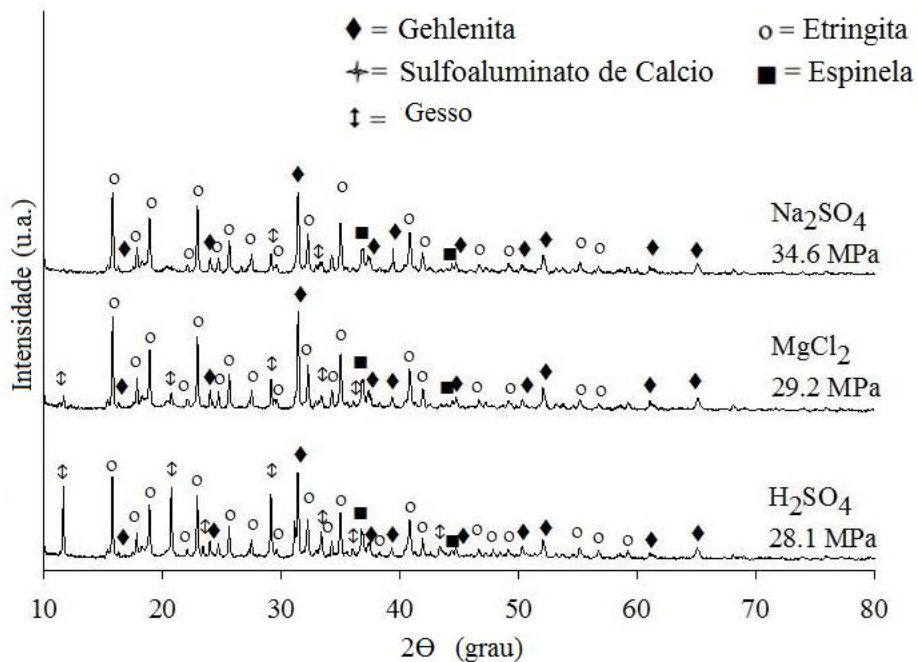 ♦ = Gehlenita
○ = Etringita
= Sulfoaluminato de Calcio
■ = Espinela
↕ = Gesso
Intensidade (u.a.)
Na₂SO₄
34.6 MPa
MgCl₂
29.2 MPa
H₂SO₄
28.1 MPa
10 20 30 40 50 60 70 80
2Ө (grau)